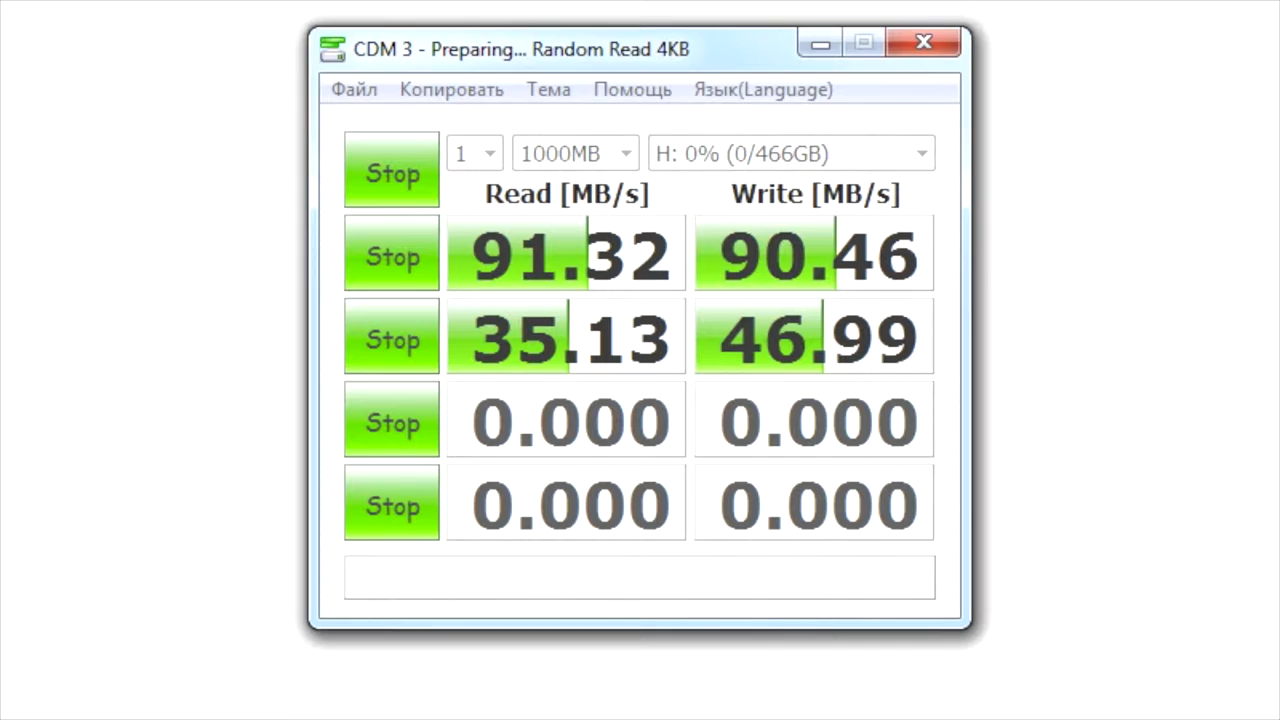 CDM 3 - Preparing... Random Read 4KB
Файл Копировать Тема Помощь Язык(Language)
Stop 1 1000MB H: 0% (0/466GB)
Read [MB/s] Write [MB/s]
Stop 91.32 90.46
Stop 35.13 46.99
Stop 0.000 0.000
Stop 0.000 0.000